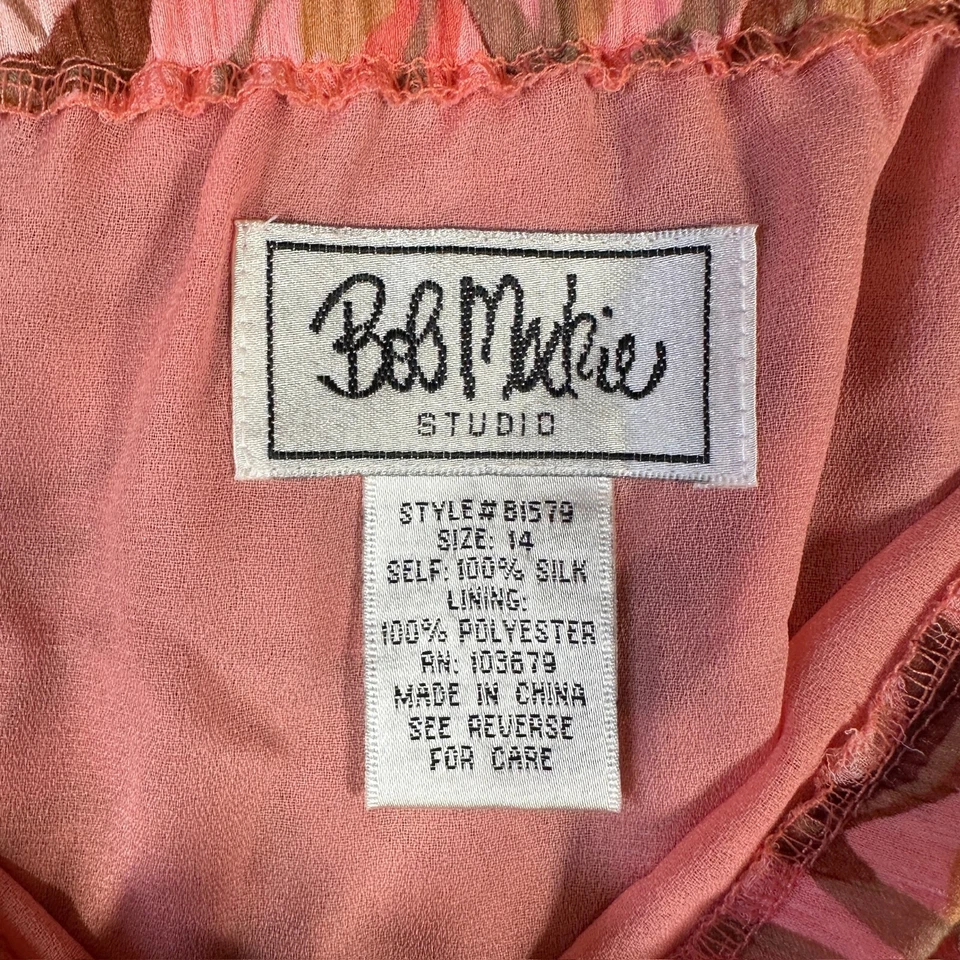 Bob Mackie
STUDIO
STYLE# 81579
SIZE: 14
SELF: 100% SILK
LINING:
100% POLYESTER
RN: 103679
MADE IN CHINA
SEE REVERSE
FOR CARE